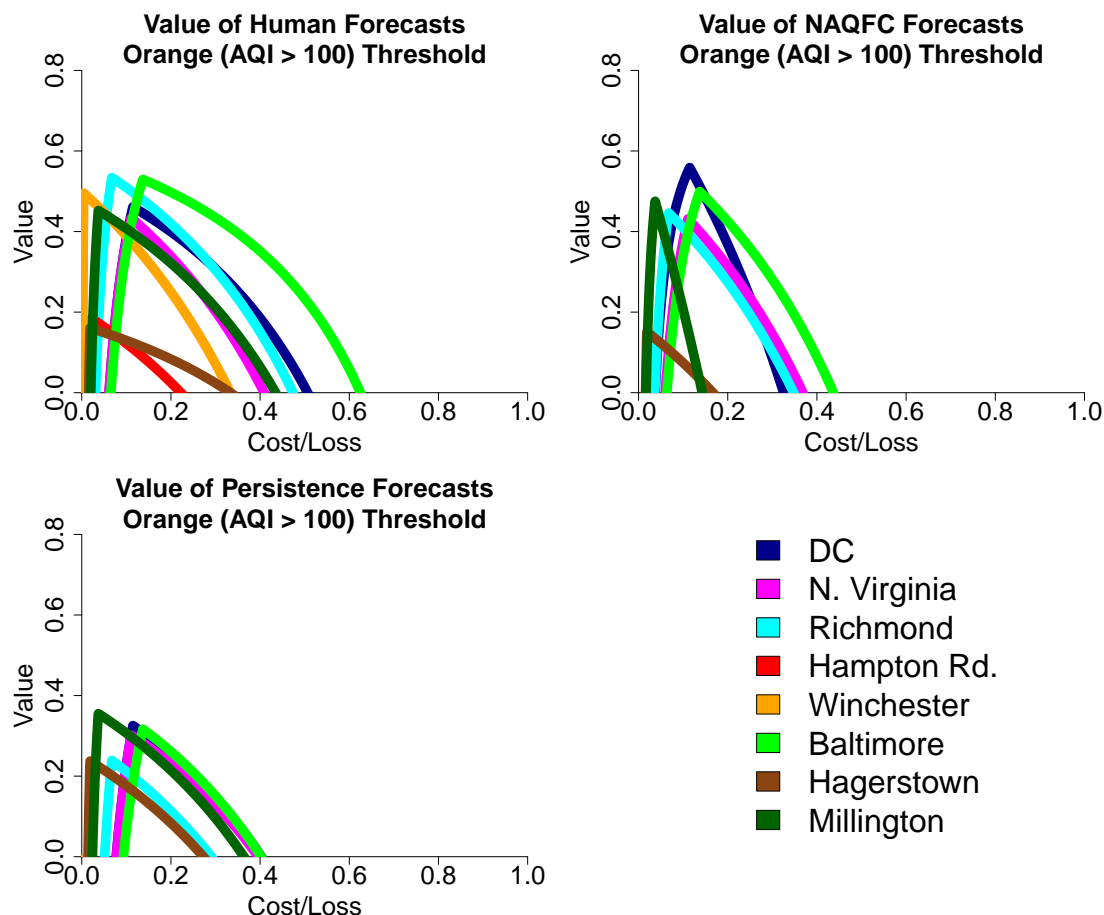 Value of Human Forecasts
Orange (AQI > 100) Threshold
Value
0.0 0.2 0.4 0.6 0.8
0.0 0.2 0.4 0.6 0.8 1.0
Cost/Loss
Value of NAQFC Forecasts
Orange (AQI > 100) Threshold
Value
0.0 0.2 0.4 0.6 0.8
0.0 0.2 0.4 0.6 0.8 1.0
Cost/Loss
Value of Persistence Forecasts
Orange (AQI > 100) Threshold
Value
0.0 0.2 0.4 0.6 0.8
0.0 0.2 0.4 0.6 0.8 1.0
Cost/Loss
DC
N. Virginia
Richmond
Hampton Rd.
Winchester
Baltimore
Hagerstown
Millington